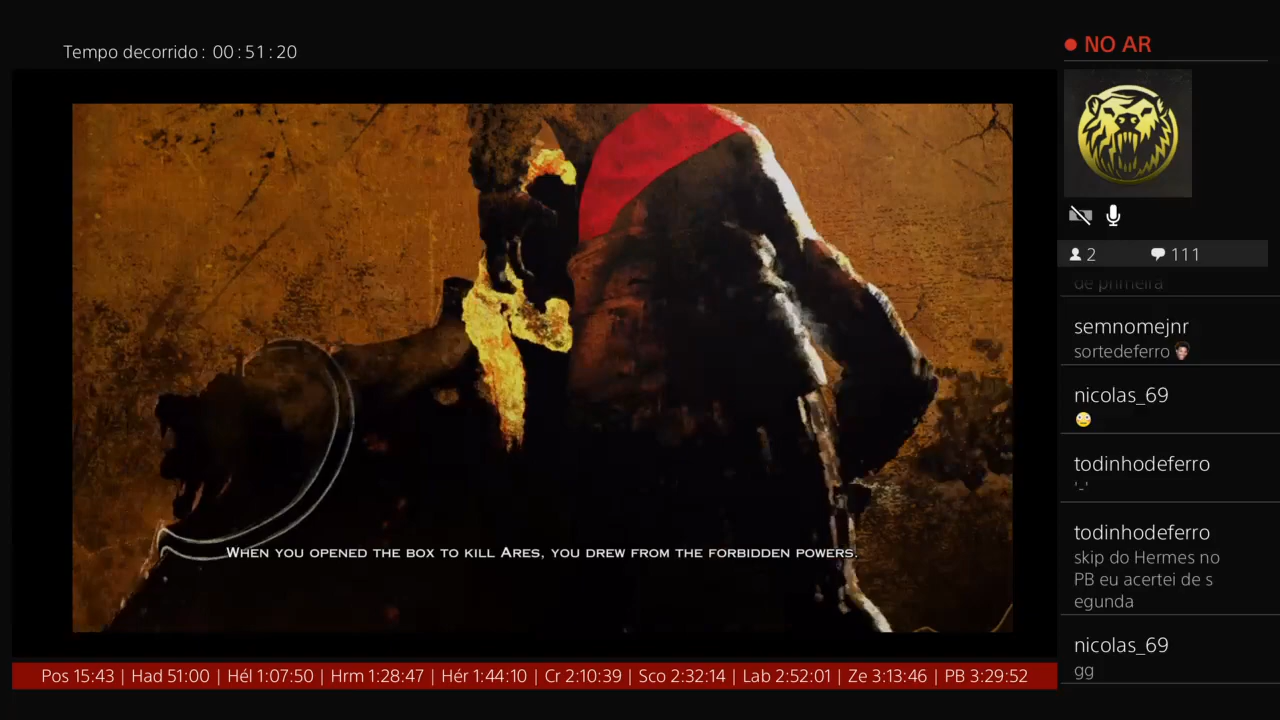 Tempo decorrido: 00:51:20
NO AR
2 111
de primeira
semnomejnr
sortedeferro
nicolas_69
todinhodeferro
'-'
todinhodeferro
skip do Hermes no
PB eu acertei de s
egunda
nicolas_69
gg
When you opened the box to kill Ares, you drew from the forbidden powers.
Pos 15:43 | Had 51:00 | Hél 1:07:50 | Hrm 1:28:47 | Hér 1:44:10 | Cr 2:10:39 | Sco 2:32:14 | Lab 2:52:01 | Ze 3:13:46 | PB 3:29:52